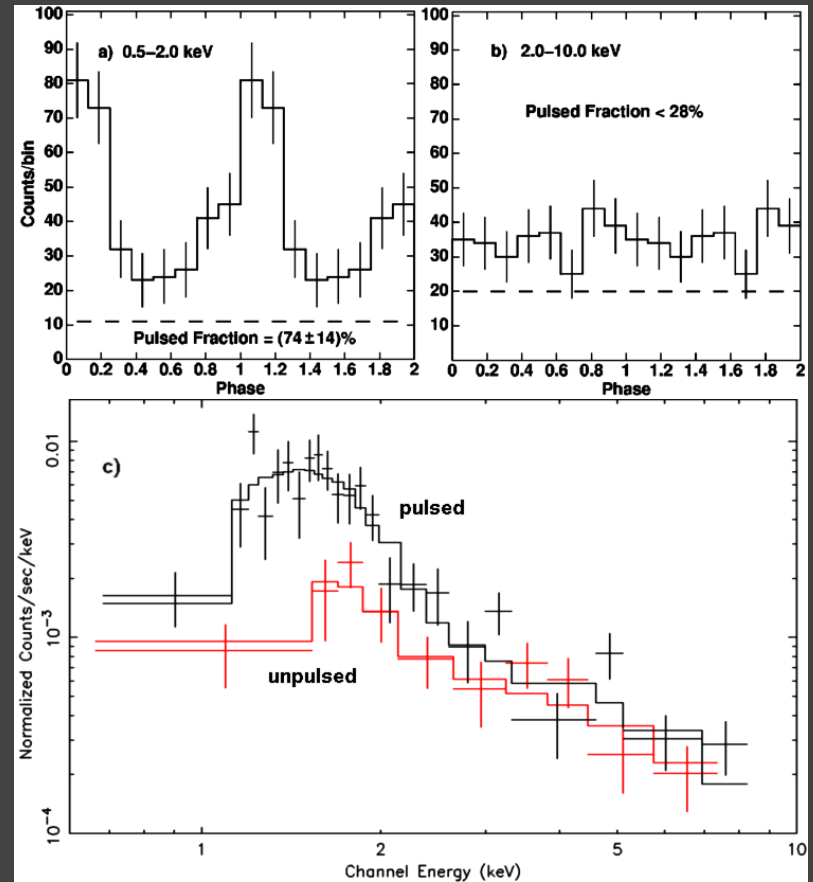 a) 0.5–2.0 keV
Pulsed Fraction = (74±14)%
Counts/bin
100
90
80
70
60
50
40
30
20
10
0
0 0.2 0.4 0.6 0.8 1 1.2 1.4 1.6 1.8 2
Phase
b) 2.0–10.0 keV
Pulsed Fraction < 28%
100
90
80
70
60
50
40
30
20
10
0
0 0.2 0.4 0.6 0.8 1 1.2 1.4 1.6 1.8 2
Phase
c)
pulsed
unpulsed
Normalized Counts/sec/keV
0.01
10⁻³
10⁻⁴
1 2 5 10
Channel Energy (keV)